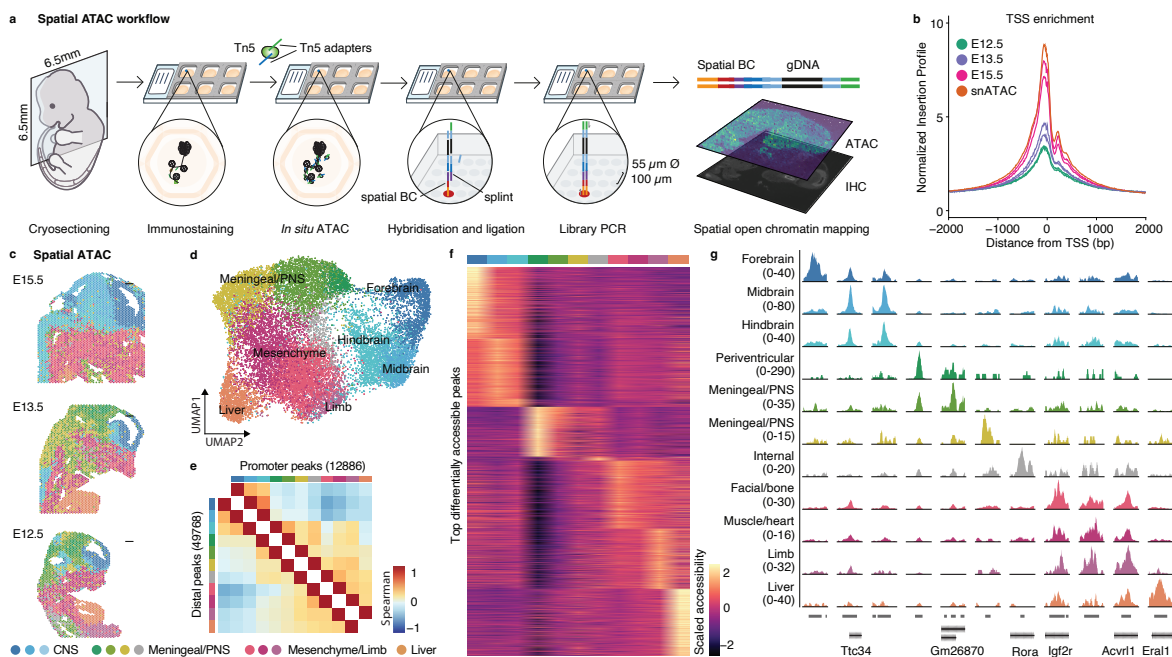 a Spatial ATAC workflow
6.5mm
6.5mm
Tn5
Tn5 adapters
Spatial BC
gDNA
ATAC
IHC
spatial BC
splint
55 µm Ø
100 µm
Cryosectioning
Immunostaining
In situ ATAC
Hybridisation and ligation
Library PCR
Spatial open chromatin mapping
b
TSS enrichment
Normalized Insertion Profile
10
5
0
E12.5
E13.5
E15.5
snATAC
−2000
−1000
0
1000
2000
Distance from TSS (bp)
c Spatial ATAC
E15.5
E13.5
E12.5
CNS
Meningeal/PNS
Mesenchyme/Limb
Liver
d
Meningeal/PNS
Forebrain
Hindbrain
Mesenchyme
Midbrain
Limb
Liver
UMAP1
UMAP2
e
Promoter peaks (12886)
Distal peaks (49768)
Spearman
1
0
−1
f
Top differentially accessible peaks
Scaled accessibility
2
0
−2
g
Forebrain
(0-40)
Midbrain
(0-80)
Hindbrain
(0-40)
Periventricular
(0-290)
Meningeal/PNS
(0-35)
Meningeal/PNS
(0-15)
Internal
(0-20)
Facial/bone
(0-30)
Muscle/heart
(0-16)
Limb
(0-32)
Liver
(0-40)
Ttc34
Gm26870
Rora
Igf2r
Acvrl1
Eral1